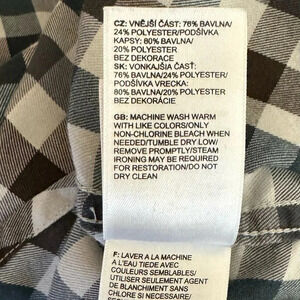 CZ: VNĚJŠÍ ČÁST: 76% BAVLNA/
24% POLYESTER/PODŠÍVKA
KAPSY: 80% BAVLNA/
20% POLYESTER
BEZ DEKORACE
SK: VONKAJŠIA ČASŤ:
76% BAVLNA/24% POLYESTER/
PODŠÍVKA VRECKA:
80% BAVLNA/20% POLYESTER
BEZ DEKORÁCIE
GB: MACHINE WASH WARM
WITH LIKE COLORS/ONLY
NON-CHLORINE BLEACH WHEN
NEEDED/TUMBLE DRY LOW/
REMOVE PROMPTLY/STEAM
IRONING MAY BE REQUIRED
FOR RESTORATION/DO NOT
DRY CLEAN
F: LAVER A LA MACHINE
A L'EAU TIEDE AVEC
COULEURS SEMBLABLES/
UTILISER SEULEMENT AGENT
DE BLANCHIMENT SANS
CHLORE SI NECESSAIRE/